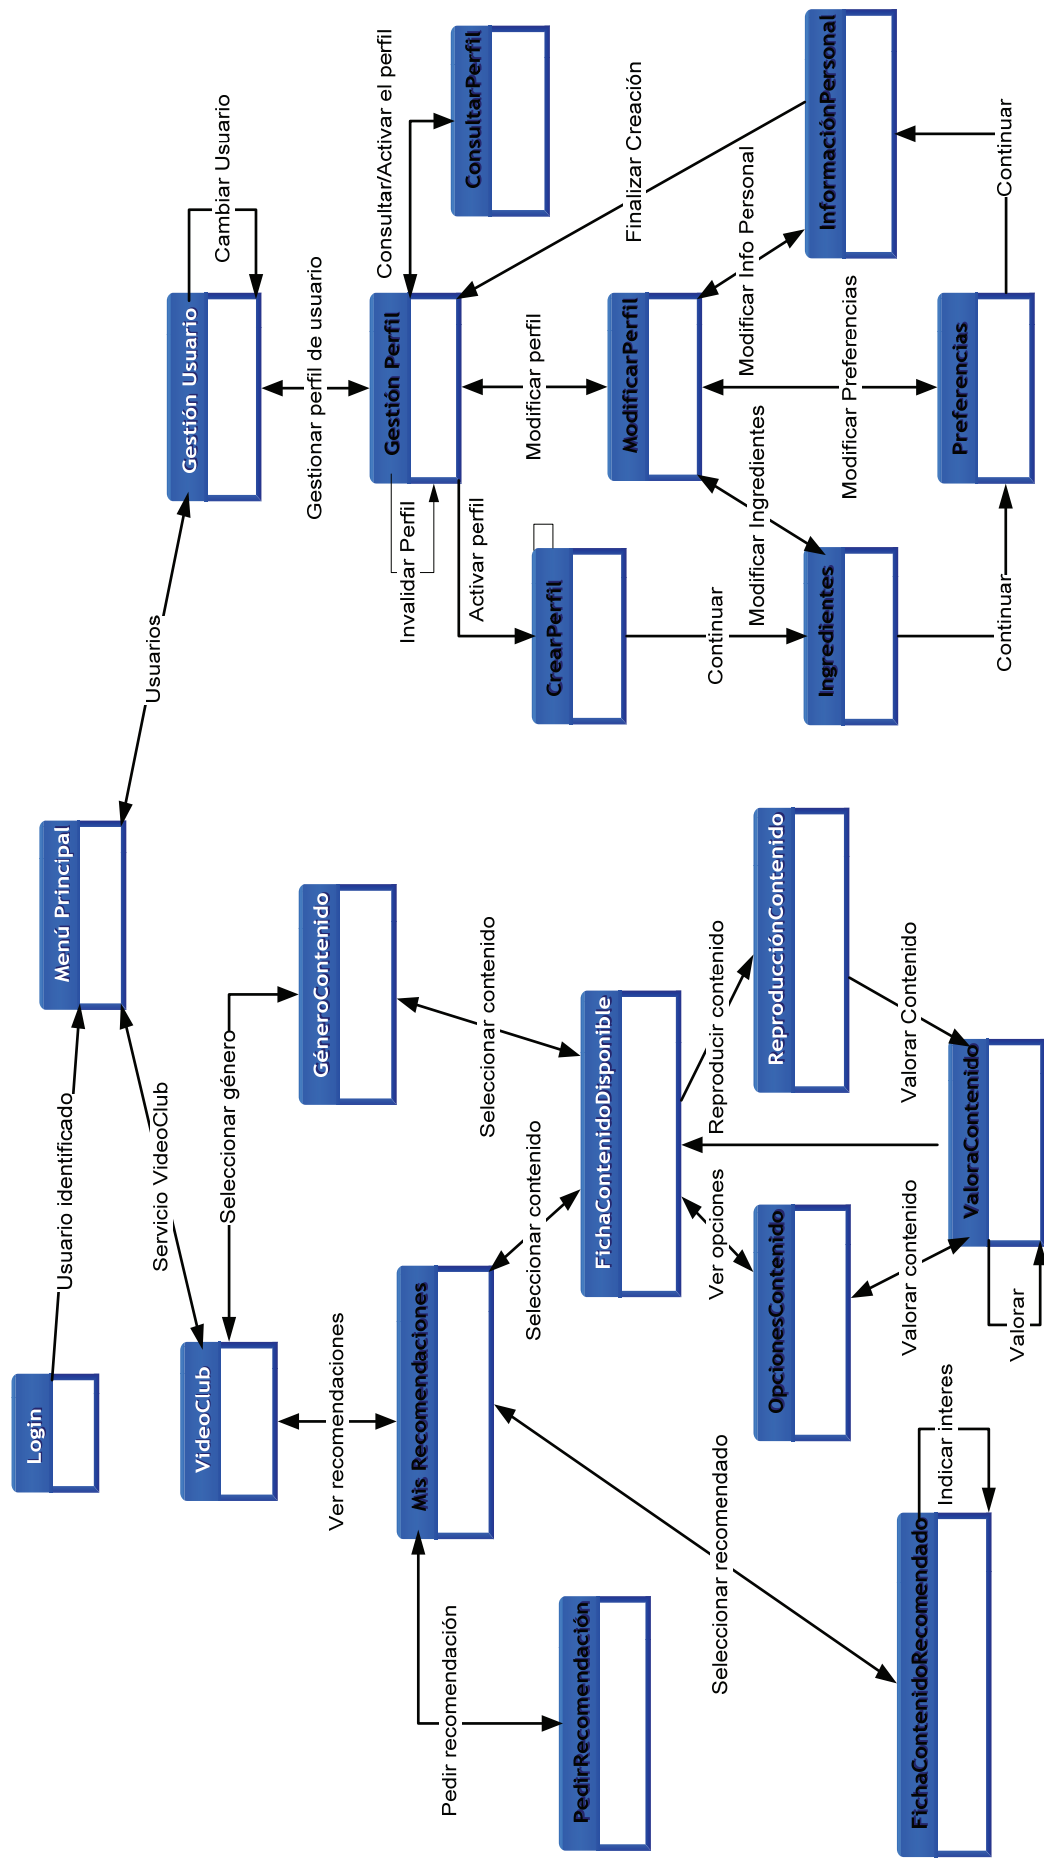 Login
Usuario identificado
Menú Principal
Servicio VideoClub
Usuarios
VideoClub
Seleccionar género
GéneroContenido
Ver recomendaciones
Mis Recomendaciones
Seleccionar contenido
Seleccionar contenido
Pedir recomendación
PedirRecomendación
FichaContenidoDisponible
Seleccionar recomendado
Ver opciones
Reproducir contenido
OpcionesContenido
ReproducciónContenido
Valorar contenido
Valorar Contenido
FichaContenidoRecomendado
Indicar interes
ValoraContenido
Valorar
Gestión Usuario
Cambiar Usuario
Gestionar perfil de usuario
Gestión Perfil
Consultar/Activar el perfil
ConsultarPerfil
Invalidar Perfil
Activar perfil
Modificar perfil
Finalizar Creación
CrearPerfil
ModificarPerfil
Continuar
Modificar Ingredientes
Modificar Info Personal
Modificar Preferencias
Ingredientes
InformaciónPersonal
Preferencias
Continuar
Continuar